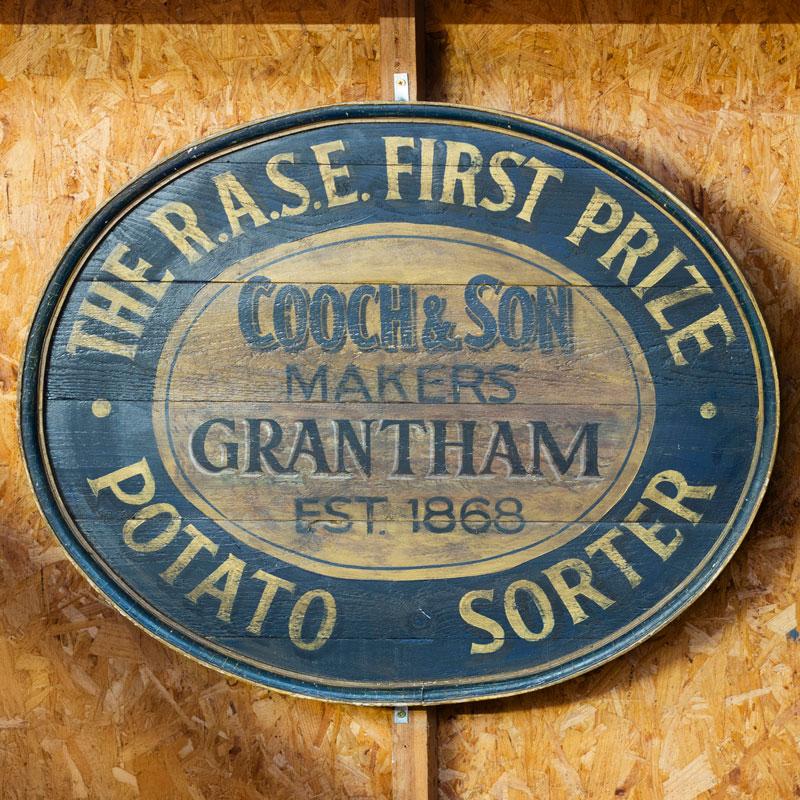 THE R.A.S.E. FIRST PRIZE
COOCH & SON
MAKERS
GRANTHAM
EST. 1868
POTATO SORTER